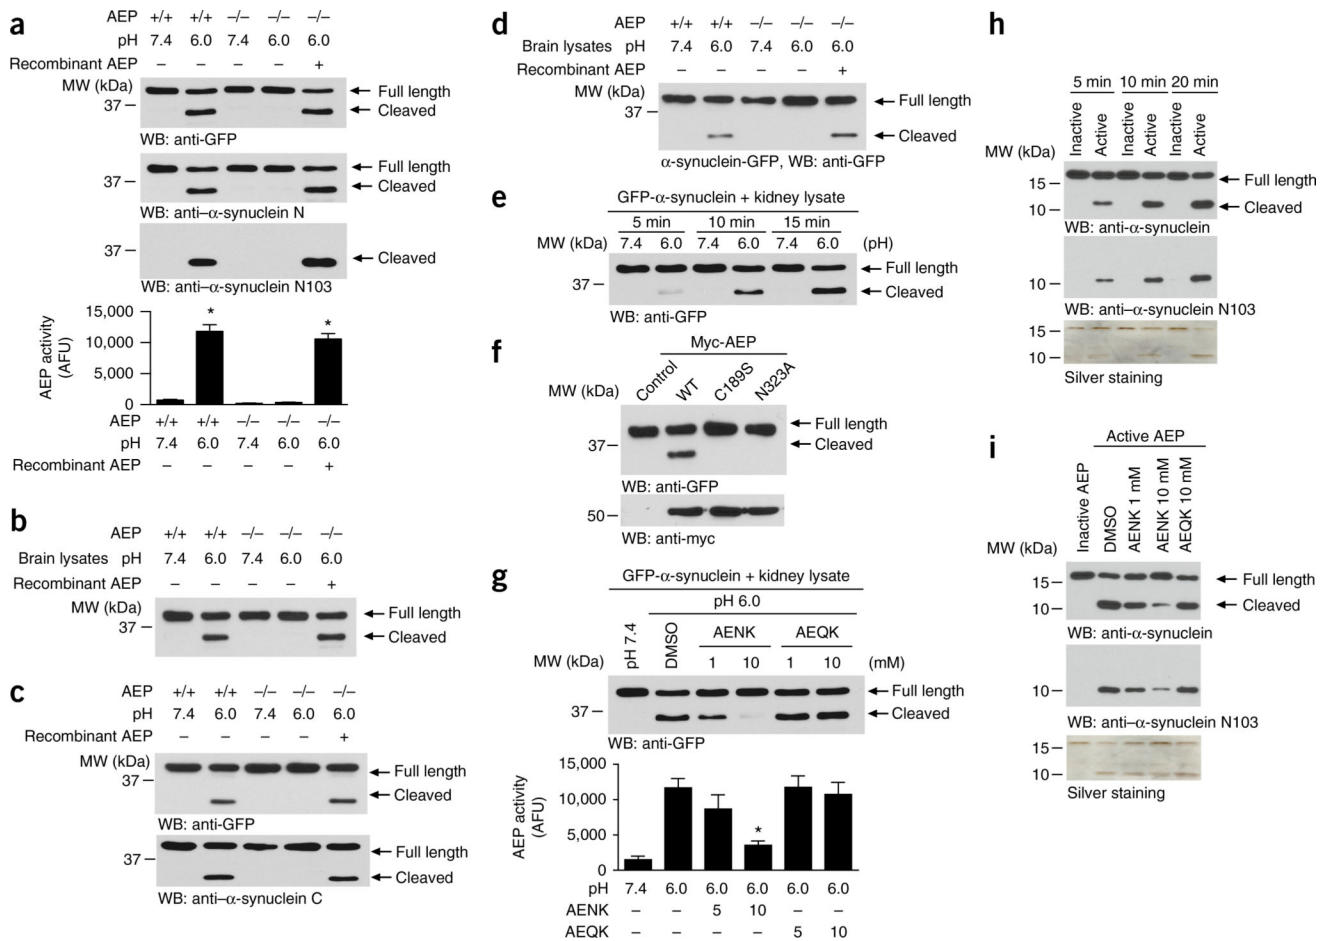 a
AEP +/+ +/+ –/– –/– –/–
pH 7.4 6.0 7.4 6.0 6.0
Recombinant AEP – – – – +
MW (kDa)
Full length
37
Cleaved
WB: anti-GFP
Full length
37
Cleaved
WB: anti–α-synuclein N
37
Cleaved
WB: anti–α-synuclein N103
AEP activity
(AFU)
15,000
10,000
5,000
0
* *
AEP +/+ +/+ –/– –/– –/–
pH 7.4 6.0 7.4 6.0 6.0
Recombinant AEP – – – – +
b
AEP +/+ +/+ –/– –/– –/–
Brain lysates pH 7.4 6.0 7.4 6.0 6.0
Recombinant AEP – – – – +
MW (kDa)
Full length
37
Cleaved
c
AEP +/+ +/+ –/– –/– –/–
pH 7.4 6.0 7.4 6.0 6.0
Recombinant AEP – – – – +
MW (kDa)
Full length
37
Cleaved
WB: anti-GFP
Full length
37
Cleaved
WB: anti–α-synuclein C
d
AEP +/+ +/+ –/– –/– –/–
Brain lysates pH 7.4 6.0 7.4 6.0 6.0
Recombinant AEP – – – – +
MW (kDa)
Full length
37
Cleaved
α-synuclein-GFP, WB: anti-GFP
e
GFP-α-synuclein + kidney lysate
5 min 10 min 15 min
MW (kDa) 7.4 6.0 7.4 6.0 7.4 6.0 (pH)
Full length
37
Cleaved
WB: anti-GFP
f
Myc-AEP
MW (kDa) Control WT C189S N323A
Full length
37
Cleaved
WB: anti-GFP
50
WB: anti-myc
g
GFP-α-synuclein + kidney lysate
pH 6.0
pH 7.4 DMSO AENK AEQK
MW (kDa) 1 10 1 10 (mM)
Full length
37
Cleaved
WB: anti-GFP
AEP activity
(AFU)
15,000
10,000
5,000
0
*
pH 7.4 6.0 6.0 6.0 6.0 6.0
AENK – – 5 10 – –
AEQK – – – – 5 10
h
5 min 10 min 20 min
MW (kDa) Inactive Active Inactive Active Inactive Active
Full length
15
Cleaved
10
WB: anti-α-synuclein
10
WB: anti–α-synuclein N103
15
10
Silver staining
i
Active AEP
MW (kDa) Inactive AEP DMSO AENK 1 mM AENK 10 mM AEQK 10 mM
Full length
15
Cleaved
10
WB: anti-α-synuclein
10
WB: anti–α-synuclein N103
15
10
Silver staining